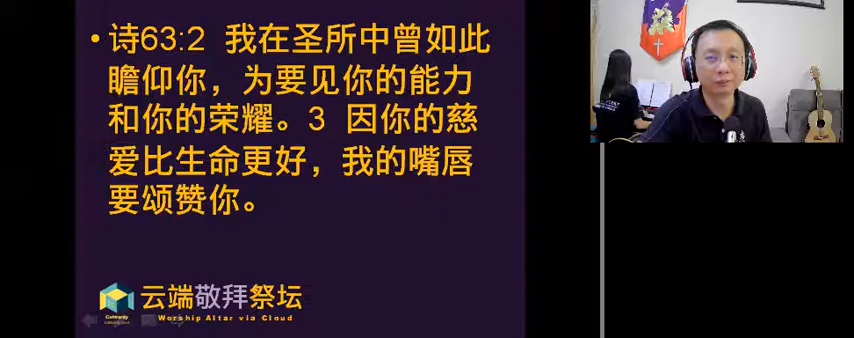 • 诗63:2 我在圣所中曾如此
瞻仰你，为要见你的能力
和你的荣耀。3 因你的慈
爱比生命更好，我的嘴唇
要颂赞你。
云端敬拜祭坛
Worship Altar via Cloud
Gateway